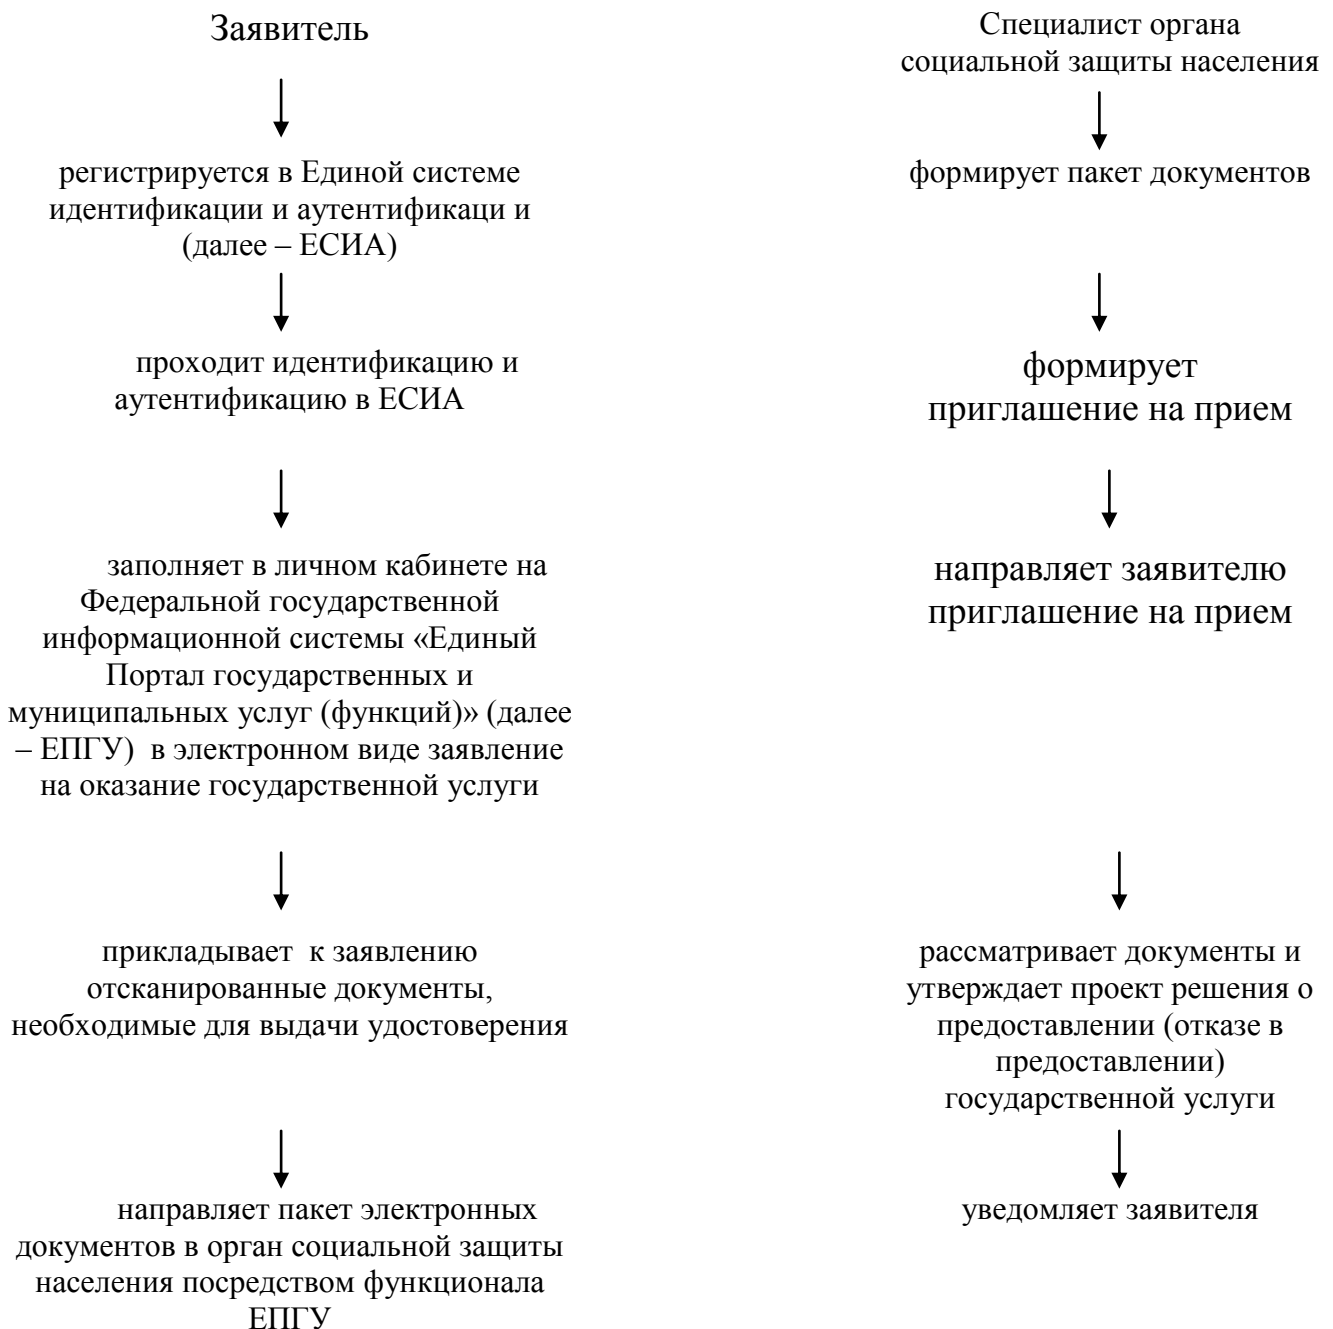 Заявитель
регистрируется в Единой системе
идентификации и аутентификаци и
(далее – ЕСИА)
проходит идентификацию и
аутентификацию в ЕСИА
заполняет в личном кабинете на
Федеральной государственной
информационной системы «Единый
Портал государственных и
муниципальных услуг (функций)» (далее
– ЕПГУ) в электронном виде заявление
на оказание государственной услуги
прикладывает к заявлению
отсканированные документы,
необходимые для выдачи удостоверения
направляет пакет электронных
документов в орган социальной защиты
населения посредством функционала
ЕПГУ
Специалист органа
социальной защиты населения
формирует пакет документов
формирует
приглашение на прием
направляет заявителю
приглашение на прием
рассматривает документы и
утверждает проект решения о
предоставлении (отказе в
предоставлении)
государственной услуги
уведомляет заявителя